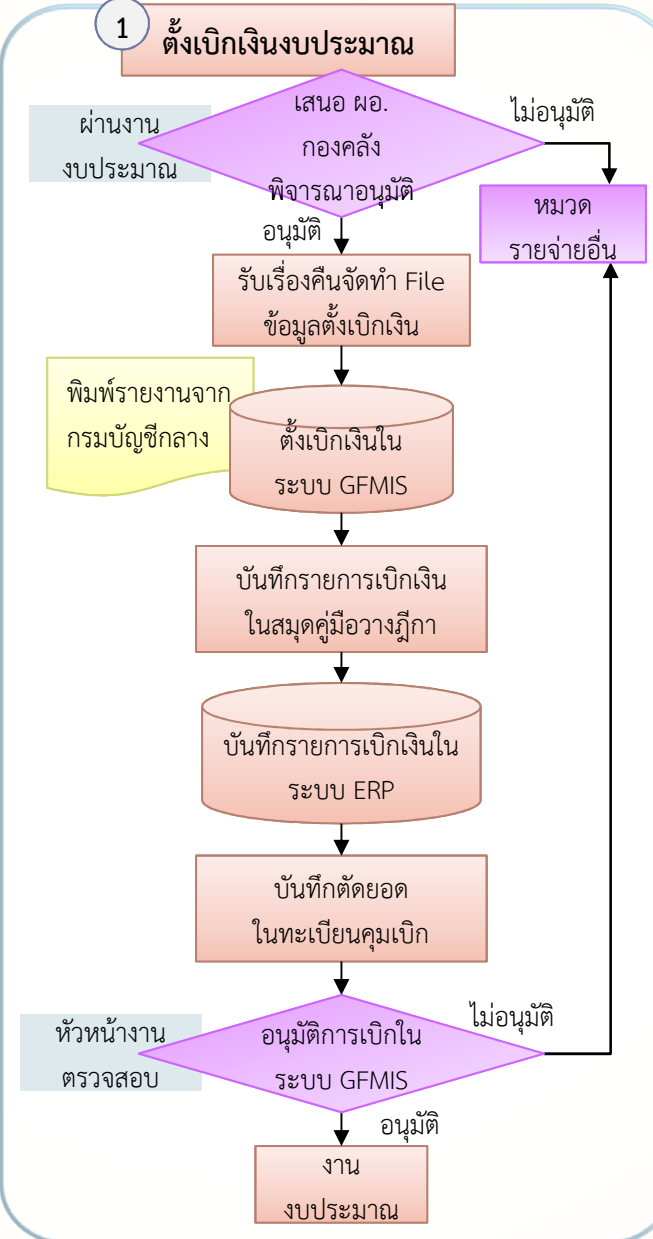 1
ตั้งเบิกเงินงบประมาณ
ผ่านงาน
งบประมาณ
เสนอ ผอ.
กองคลัง
พิจารณาอนุมัติ
ไม่อนุมัติ
หมวด
รายจ่ายอื่น
อนุมัติ
รับเรื่องคืนจัดทำ File
ข้อมูลตั้งเบิกเงิน
พิมพ์รายงานจาก
กรมบัญชีกลาง
ตั้งเบิกเงินใน
ระบบ GFMIS
บันทึกรายการเบิกเงิน
ในสมุดคู่มือวางฎีกา
บันทึกรายการเบิกเงินใน
ระบบ ERP
บันทึกตัดยอด
ในทะเบียนคุมเบิก
หัวหน้างาน
ตรวจสอบ
อนุมัติการเบิกใน
ระบบ GFMIS
ไม่อนุมัติ
อนุมัติ
งาน
งบประมาณ